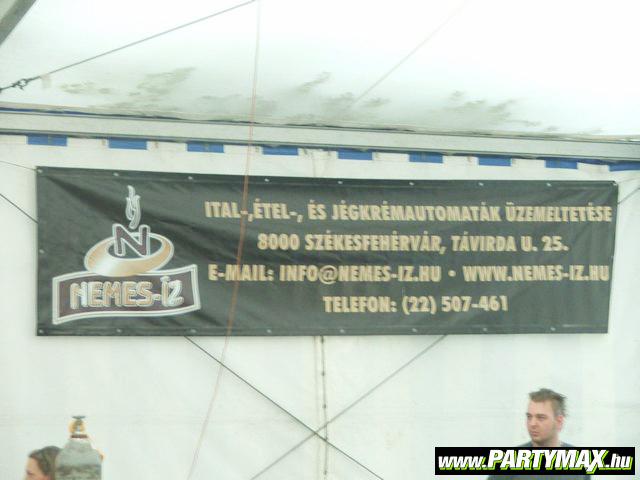 N
NEMES-ÍZ
ITAL-,ÉTEL-, ÉS JÉGKRÉMAUTOMATÁK ÜZEMELTETÉSE
8000 SZÉKESFEHÉRVÁR, TÁVIRDA U. 25.
E-MAIL: INFO@NEMES-IZ.HU • WWW.NEMES-IZ.HU
TELEFON: (22) 507-461
www.PARTYMAX.hu